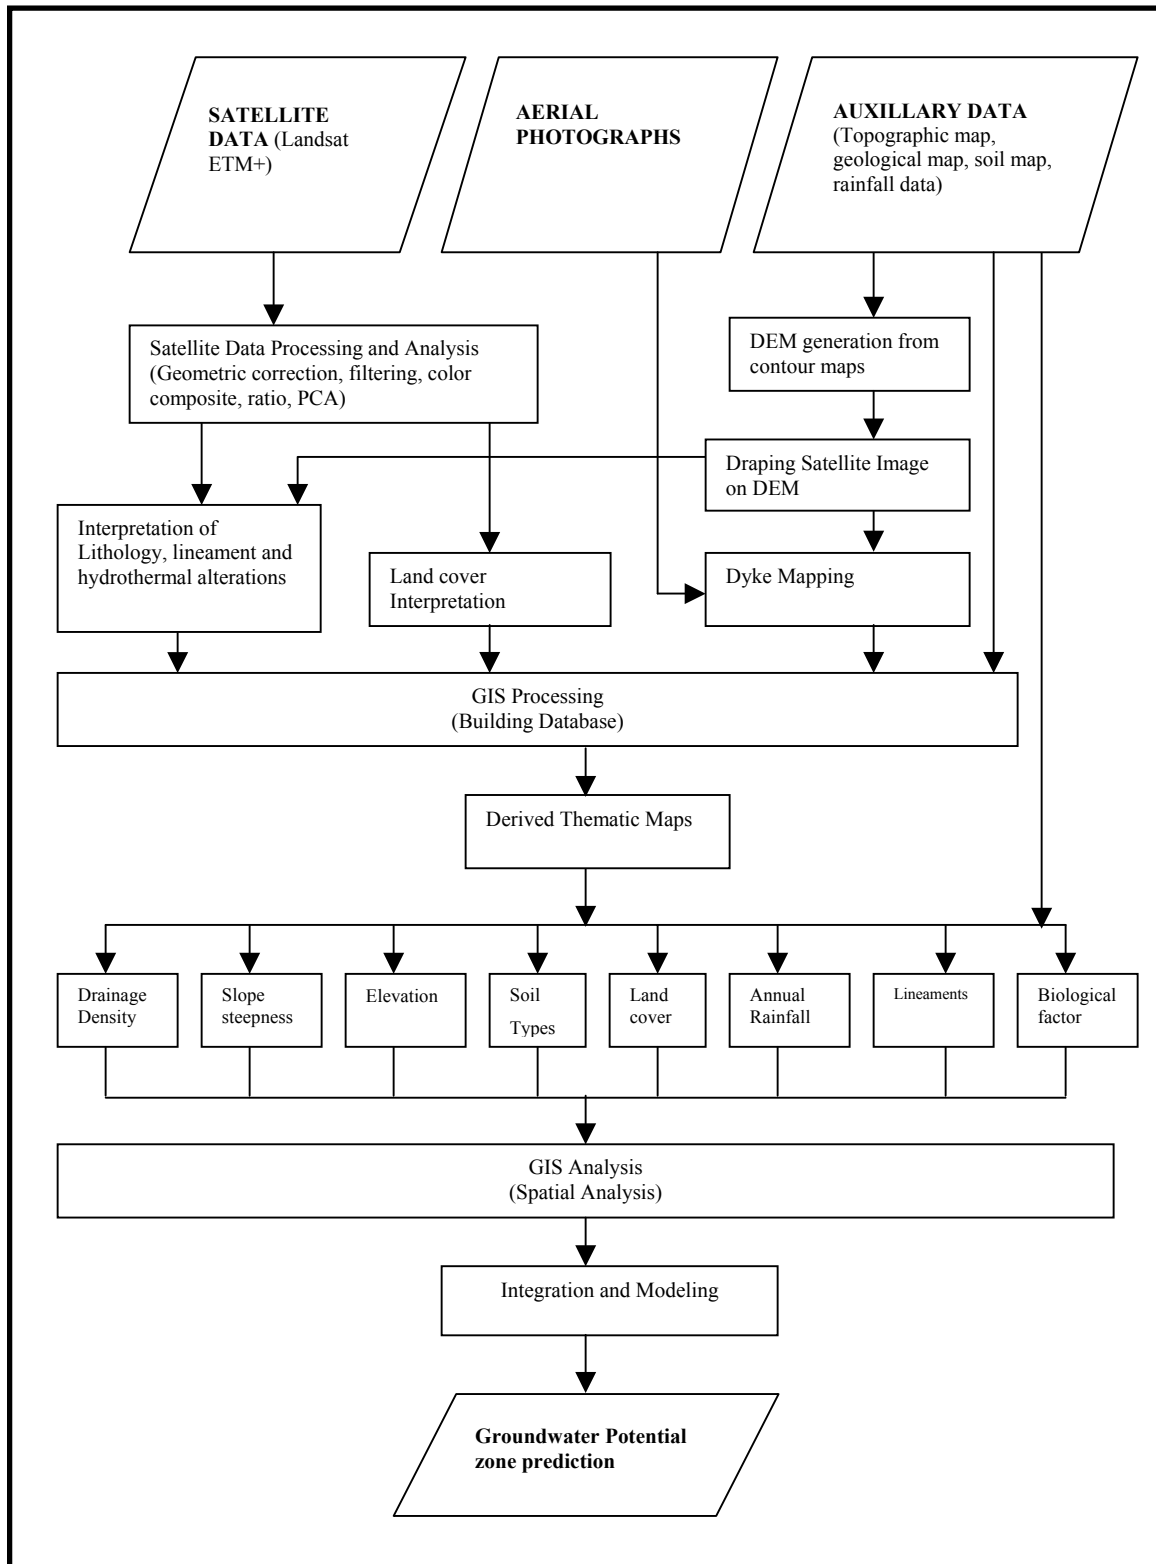 SATELLITE
DATA (Landsat
ETM+)
AERIAL
PHOTOGRAPHS
AUXILLARY DATA
(Topographic map,
geological map, soil map,
rainfall data)
Satellite Data Processing and Analysis
(Geometric correction, filtering, color
composite, ratio, PCA)
DEM generation from
contour maps
Draping Satellite Image
on DEM
Interpretation of
Lithology, lineament and
hydrothermal alterations
Land cover
Interpretation
Dyke Mapping
GIS Processing
(Building Database)
Derived Thematic Maps
Drainage
Density
Slope
steepness
Elevation
Soil
Types
Land
cover
Annual
Rainfall
Lineaments
Biological
factor
GIS Analysis
(Spatial Analysis)
Integration and Modeling
Groundwater Potential
zone prediction